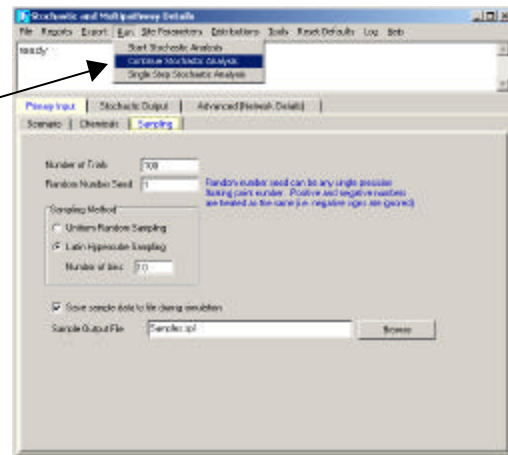 Stochastic and Multipathway Details
File Reports Export Run Site Parameters Distributions Tools Reset Defaults Log Help
ready
Start Stochastic Analysis
Continue Stochastic Analysis
Single Step Stochastic Analysis
Primary Input Stochastic Output Advanced (Network Details)
Scenario Chemicals Sampling
Number of Trials 100
Random Number Seed 1
Random number seed can be any single precision
floating point number. Positive and negative numbers
are treated as the same (i.e. negative signs are ignored)
Sampling Method
Uniform Random Sampling
Latin Hypercube Sampling
Number of bins 10
Save sample data to file during simulation
Sample Output File Samples.spl Browse